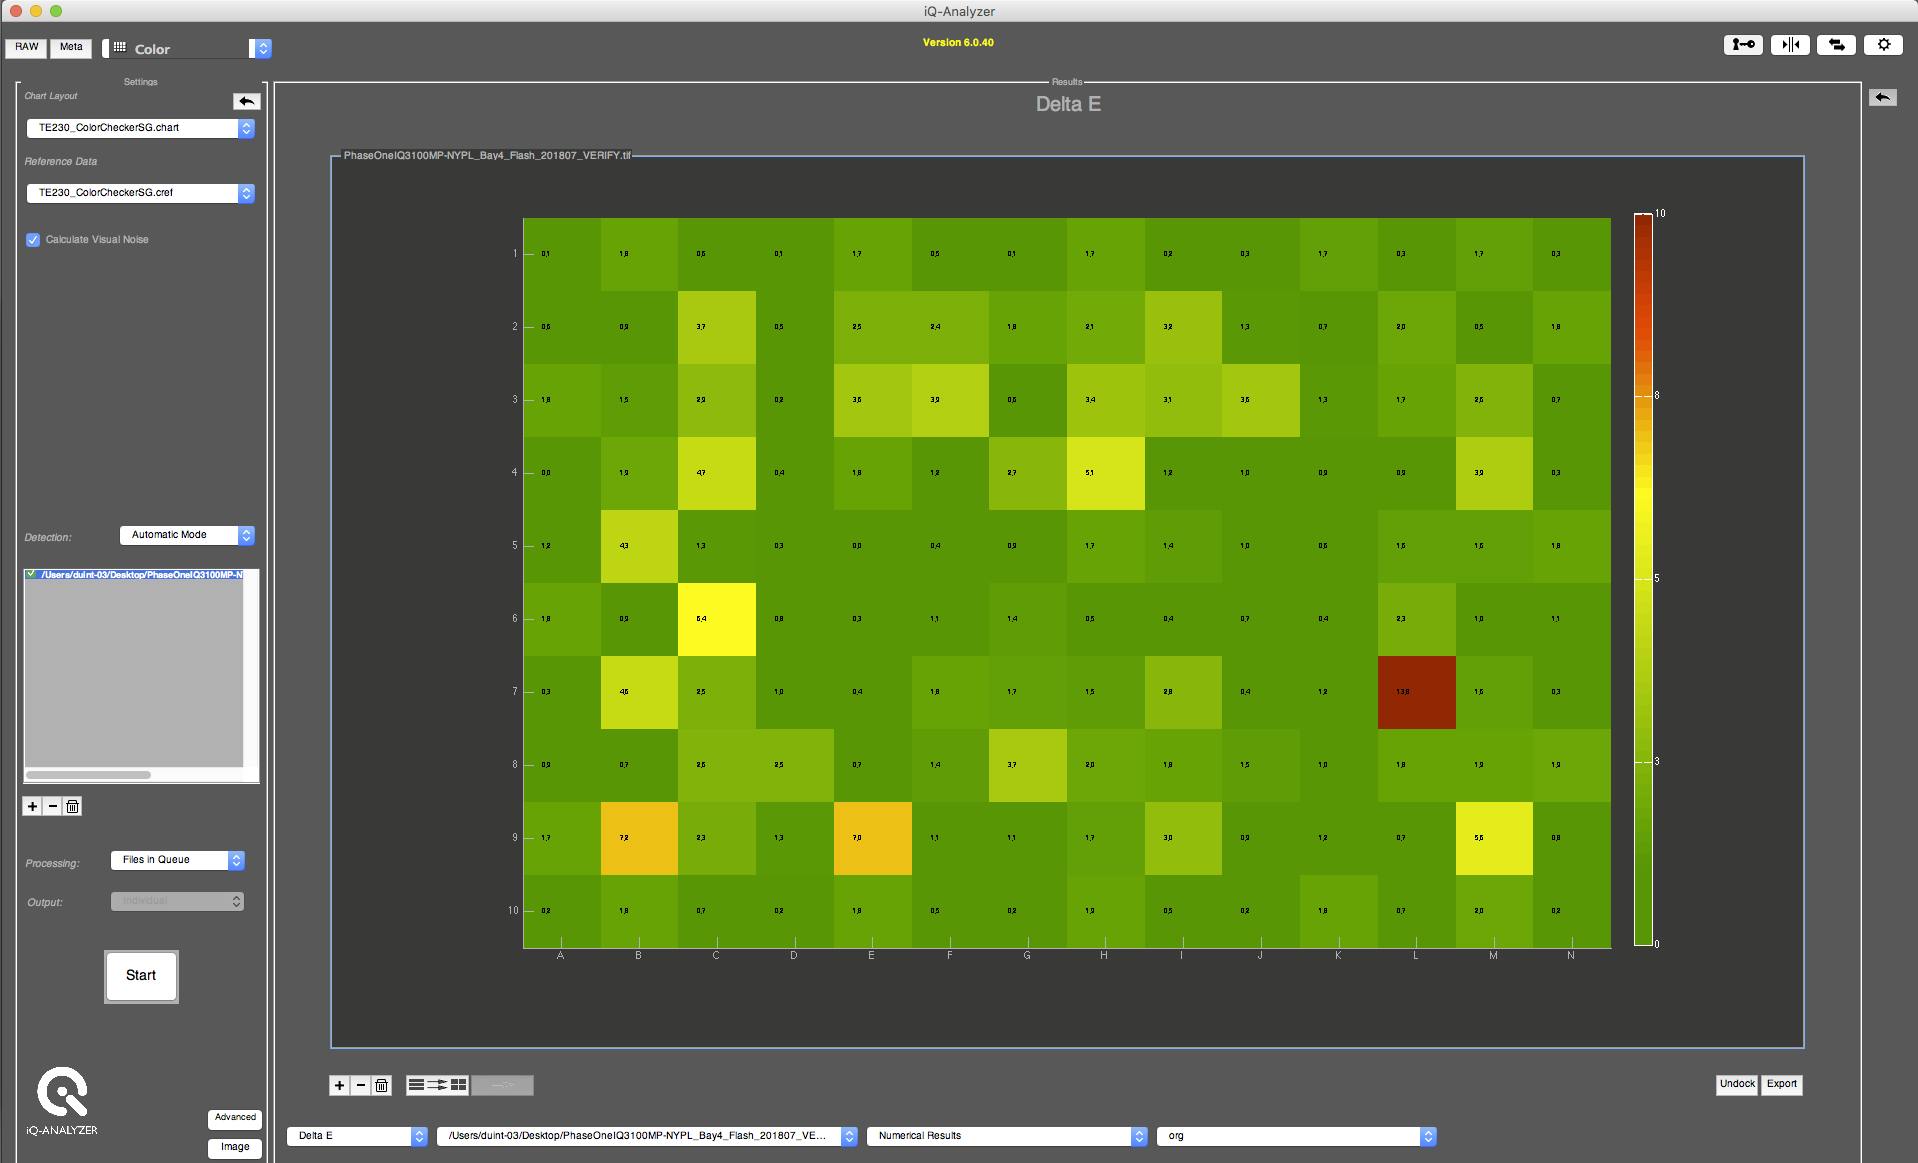 iQ-Analyzer
RAW Meta Color
Version 6.0.40
Settings
Results
Chart Layout
Delta E
TE230_ColorCheckerSG.chart
Reference Data
TE230_ColorCheckerSG.cref
Calculate Visual Noise
Detection: Automatic Mode
/Users/duint-03/Desktop/PhaseOneIQ3100MP-N
Processing: Files in Queue
Output: Individual
Start
iQ-ANALYZER
Advanced
Image
PhaseOneIQ3100MP-NYPL_Bay4_Flash_201807_VERIFY.tif
1 0,1 1,8 0,6 0,1 1,7 0,5 0,1 1,7 0,2 0,3 1,7 0,3 1,7 0,3
2 0,6 0,9 3,7 0,5 2,5 2,4 1,8 2,1 3,2 1,3 0,7 2,0 0,5 1,8
3 1,8 1,5 2,9 0,2 3,6 3,9 0,6 3,4 3,1 3,6 1,3 1,7 2,6 0,7
4 0,0 1,9 4,7 0,4 1,8 1,2 2,7 5,1 1,2 1,0 0,9 0,9 3,9 0,3
5 1,2 4,3 1,3 0,3 0,0 0,4 0,9 1,7 1,4 1,0 0,6 1,6 1,6 1,8
6 1,8 0,9 6,4 0,8 0,3 1,1 1,4 0,5 0,4 0,7 0,4 2,3 1,0 1,1
7 0,3 4,6 2,5 1,0 0,4 1,8 1,7 1,5 2,8 0,4 1,2 13,8 1,6 0,3
8 0,9 0,7 2,6 2,5 0,7 1,4 3,7 2,0 1,8 1,5 1,0 1,8 1,9 1,9
9 1,7 7,2 2,3 1,3 7,0 1,1 1,1 1,7 3,0 0,9 1,2 0,7 5,6 0,8
10 0,2 1,8 0,7 0,2 1,8 0,5 0,2 1,9 0,5 0,2 1,8 0,7 2,0 0,2
A B C D E F G H I J K L M N
10
8
5
3
0
Undock Export
Delta E /Users/duint-03/Desktop/PhaseOneIQ3100MP-NYPL_Bay4_Flash_201807_VE... Numerical Results org